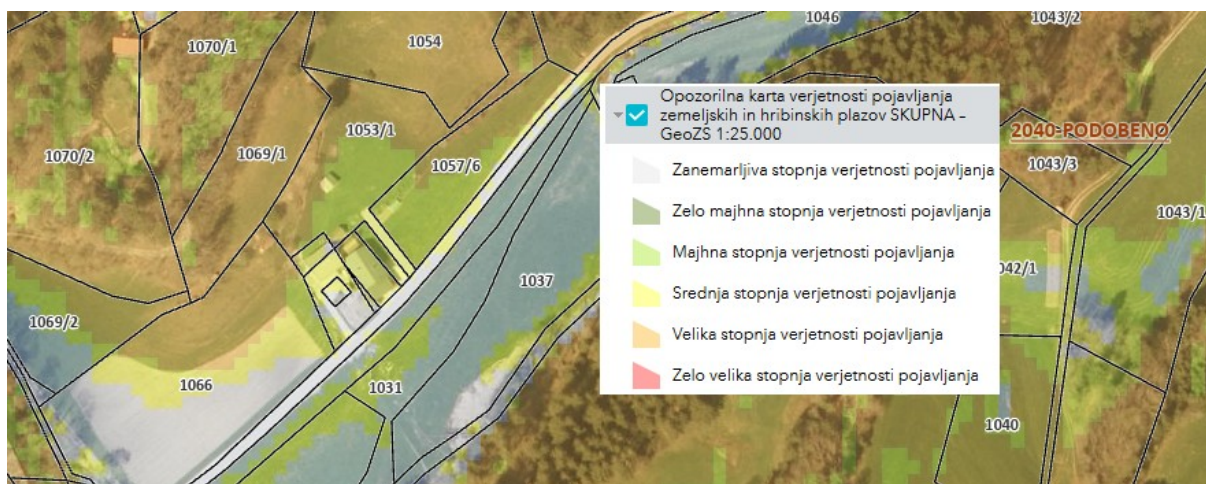 1046
1043/2
1070/1
1054
Opozorilna karta verjetnosti pojavljanja
zemeljskih in hribinskih plazov SKUPNA –
GeoZS 1:25.000
1053/1
2040-PODOBENO
1070/2
1069/1
1057/6
1043/3
Zanemarljiva stopnja verjetnosti pojavljanja
Zelo majhna stopnja verjetnosti pojavljanja
1043/1
Majhna stopnja verjetnosti pojavljanja
1042/1
1037
Srednja stopnja verjetnosti pojavljanja
1069/2
Velika stopnja verjetnosti pojavljanja
1066
1031
Zelo velika stopnja verjetnosti pojavljanja
1040